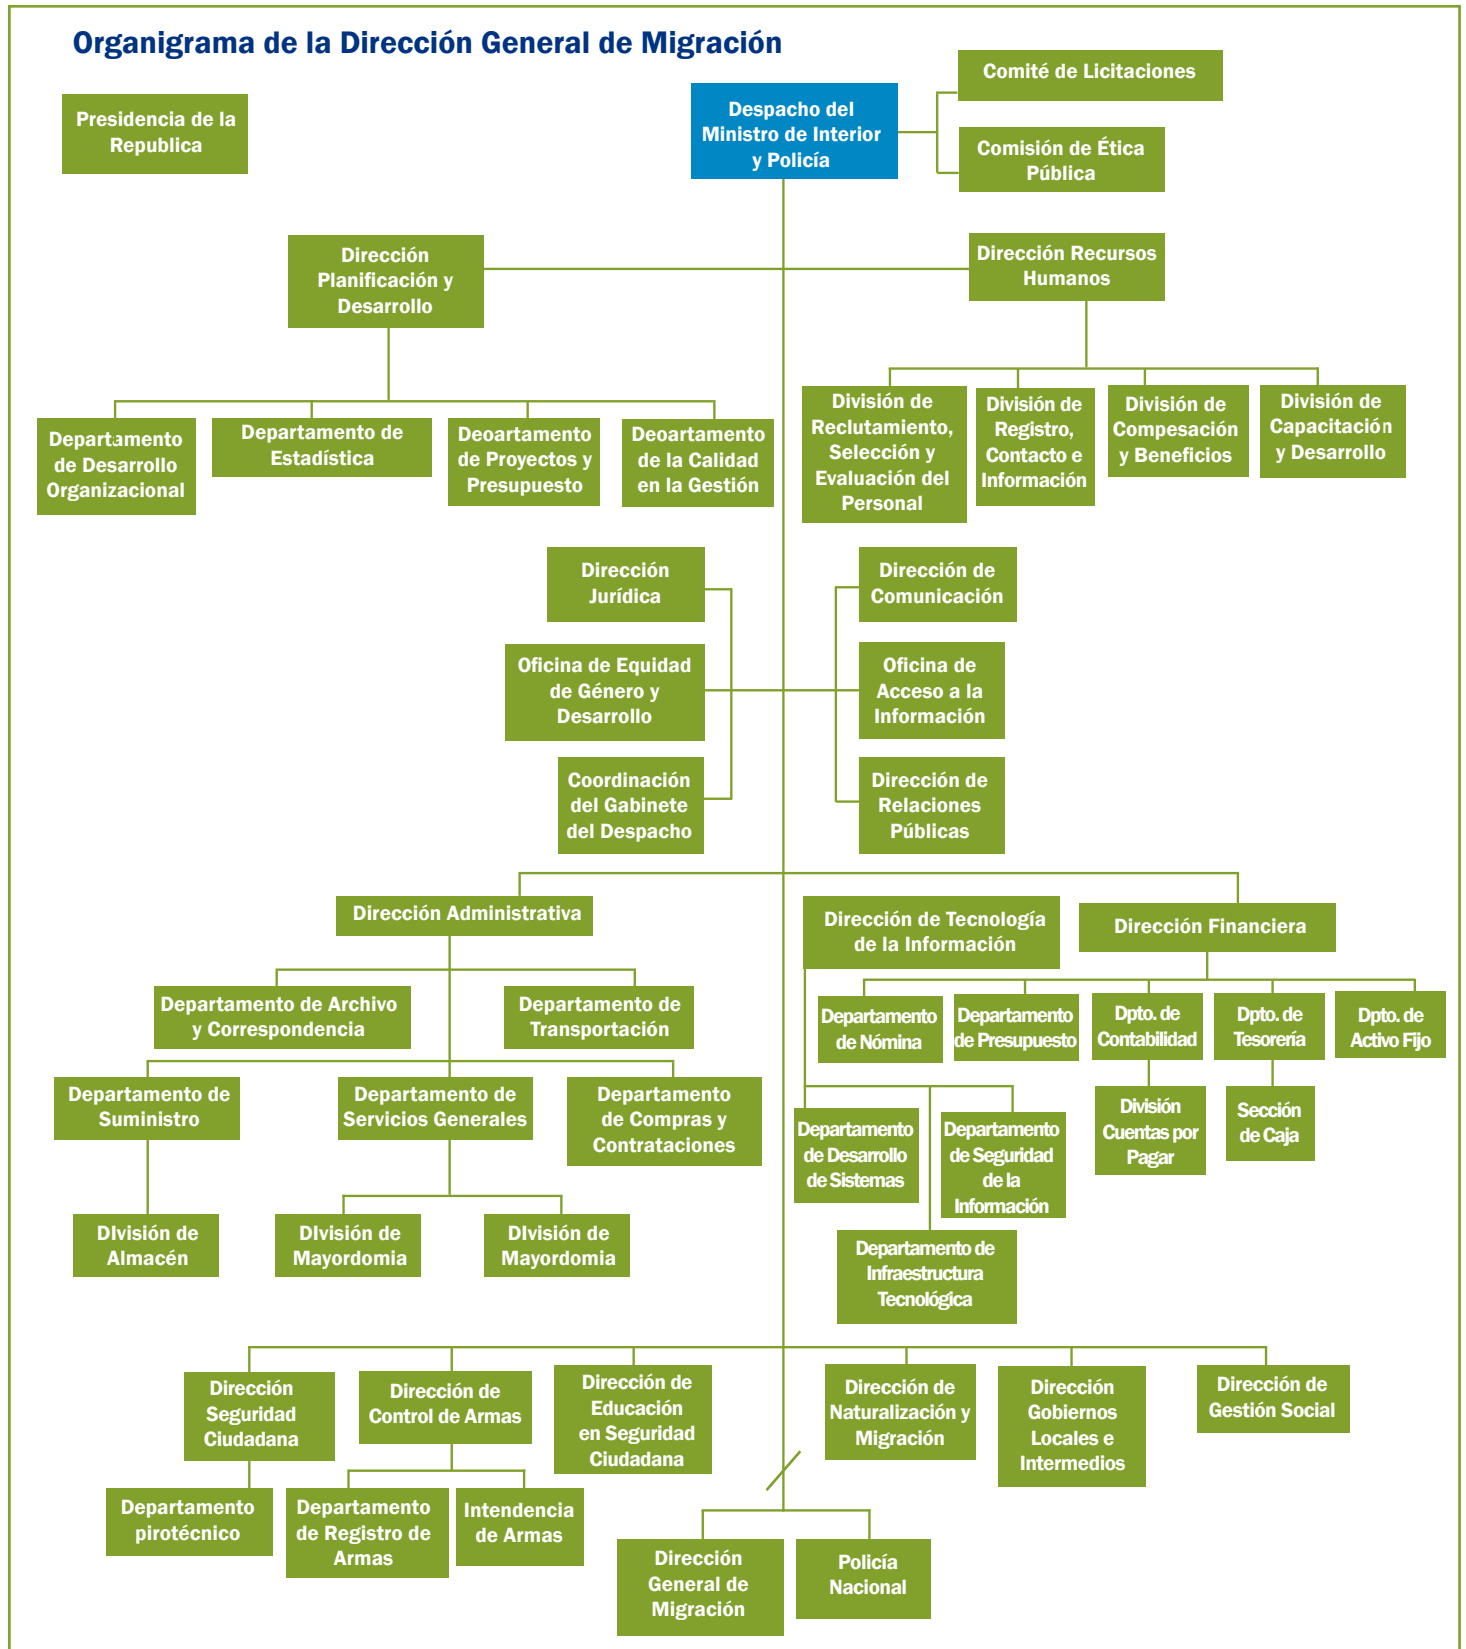 Organigrama de la Dirección General de Migración
Presidencia de la
Republica
Despacho del
Ministro de Interior
y Policía
Comité de Licitaciones
Comisión de Ética
Pública
Dirección
Planificación y
Desarrollo
Dirección Recursos
Humanos
Departamento
de Desarrollo
Organizacional
Departamento de
Estadística
Deoartamento
de Proyectos y
Presupuesto
Deoartamento
de la Calidad
en la Gestión
División de
Reclutamiento,
Selección y
Evaluación del
Personal
División de
Registro,
Contacto e
Información
División de
Compesación
y Beneficios
División de
Capacitación
y Desarrollo
Dirección
Jurídica
Dirección de
Comunicación
Oficina de Equidad
de Género y
Desarrollo
Oficina de
Acceso a la
Información
Coordinación
del Gabinete
del Despacho
Dirección de
Relaciones
Públicas
Dirección Administrativa
Dirección de Tecnología
de la Información
Dirección Financiera
Departamento de Archivo
y Correspondencia
Departamento de
Transportación
Departamento
de Nómina
Departamento
de Presupuesto
Dpto. de
Contabilidad
Dpto. de
Tesorería
Dpto. de
Activo Fijo
Departamento de
Suministro
Departamento de
Servicios Generales
Departamento
de Compras y
Contrataciones
Departamento
de Desarrollo
de Sistemas
Departamento
de Seguridad
de la
Información
División
Cuentas por
Pagar
Sección
de Caja
DIvisión de
Almacén
DIvisión de
Mayordomia
DIvisión de
Mayordomia
Departamento de
Infraestructura
Tecnológica
Dirección
Seguridad
Ciudadana
Dirección de
Control de Armas
Dirección de
Educación
en Seguridad
Ciudadana
Dirección de
Naturalización y
Migración
Dirección
Gobiernos
Locales e
Intermedios
Dirección de
Gestión Social
Departamento
pirotécnico
Departamento
de Registro de
Armas
Intendencia
de Armas
Dirección
General de
Migración
Policía
Nacional